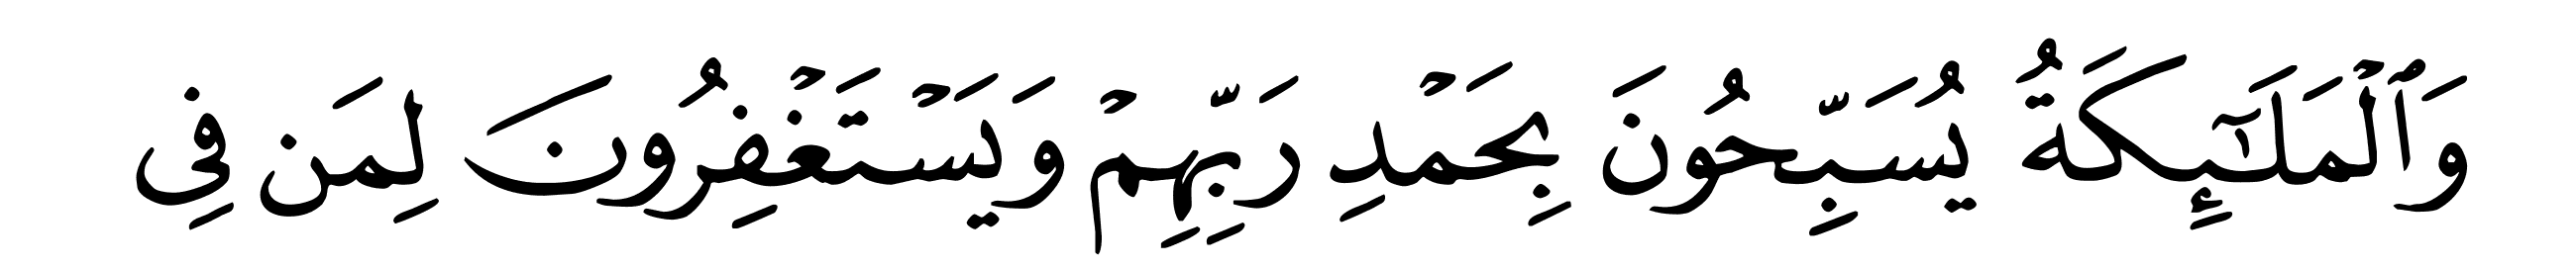 وَٱلْمَلَـٰٓئِكَةُ يُسَبِّحُونَ بِحَمْدِ رَبِّهِمْ وَيَسْتَغْفِرُونَ لِمَن فِي